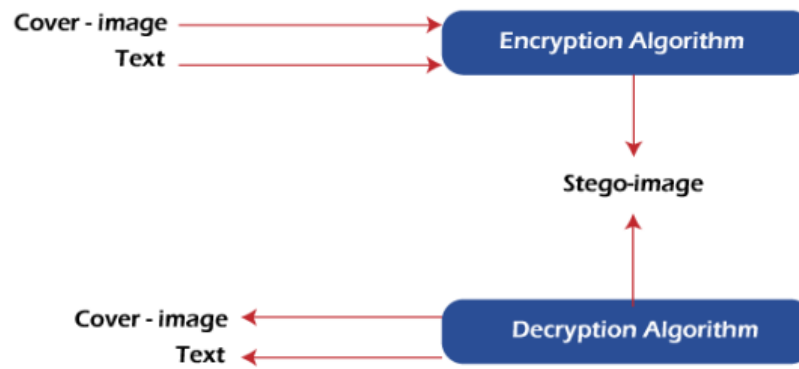 Cover - image
Text
Encryption Algorithm
Stego-image
Cover - image
Text
Decryption Algorithm